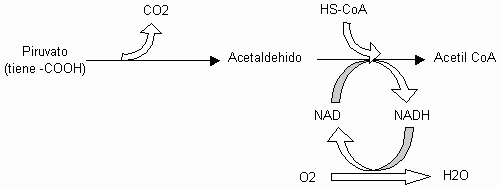 CO2
HS-CoA
Piruvato
(tiene -COOH)
Acetaldehido
Acetil CoA
NAD
NADH
O2
H2O